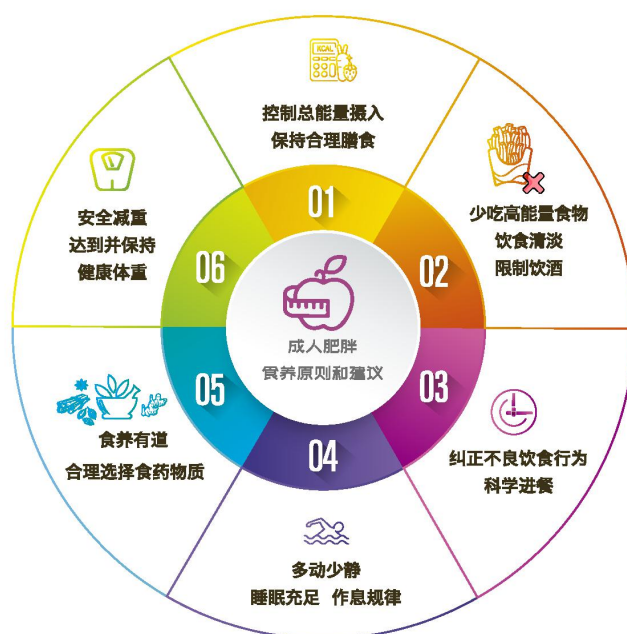 KCAL
控制总能量摄入
保持合理膳食
01
少吃高能量食物
饮食清淡
限制饮酒
02
纠正不良饮食行为
科学进餐
03
多动少静
睡眠充足 作息规律
04
食养有道
合理选择食药物质
05
安全减重
达到并保持
健康体重
06
成人肥胖
食养原则和建议